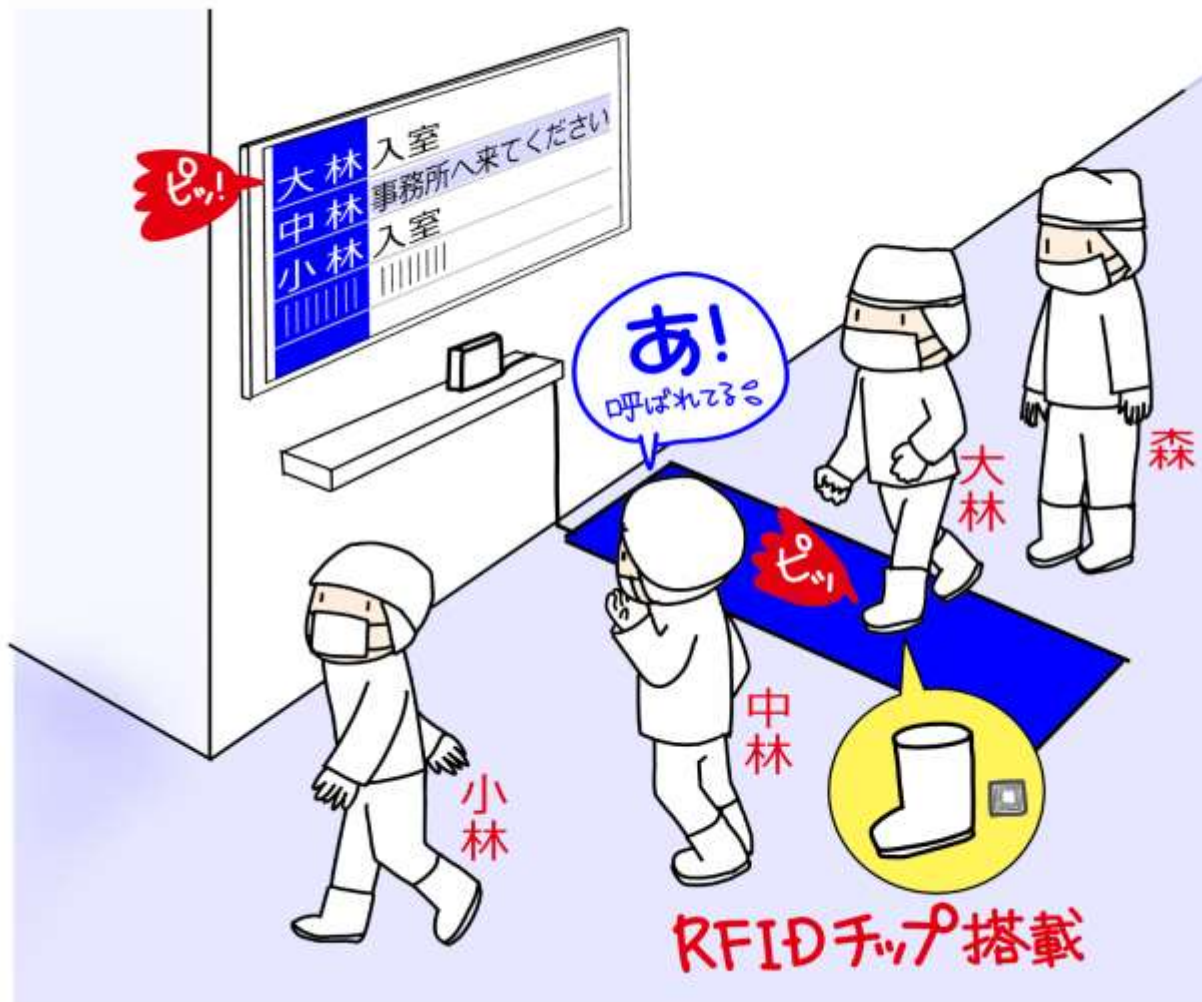 ピッ!
大林 入室
中林 事務所へ来てください
小林 入室
あ!
呼ばれてる
ピッ
森
大林
中林
小林
RFIDチップ搭載